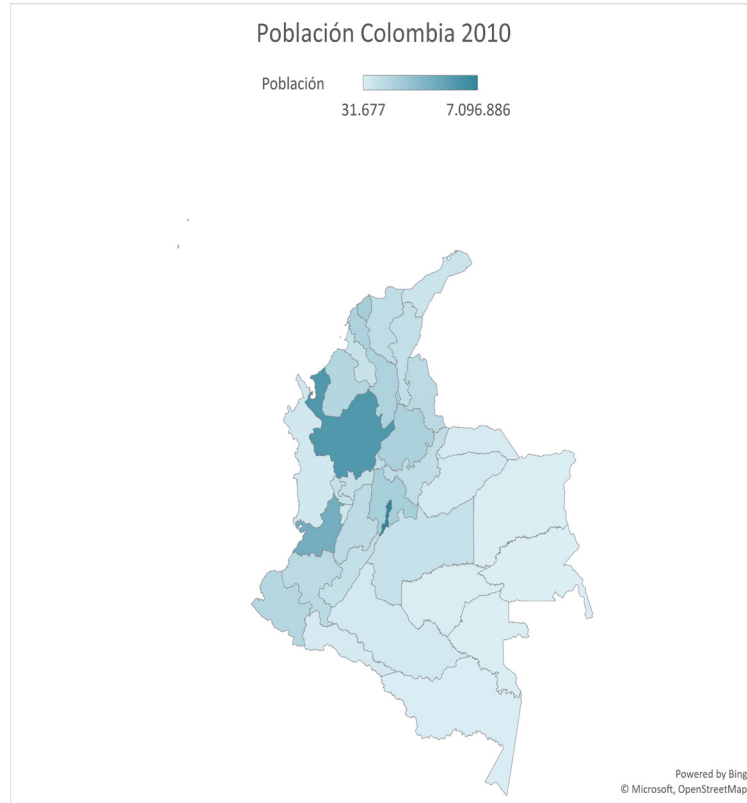 Población Colombia 2010
Población
31.677 7.096.886
Powered by Bing
© Microsoft, OpenStreetMap